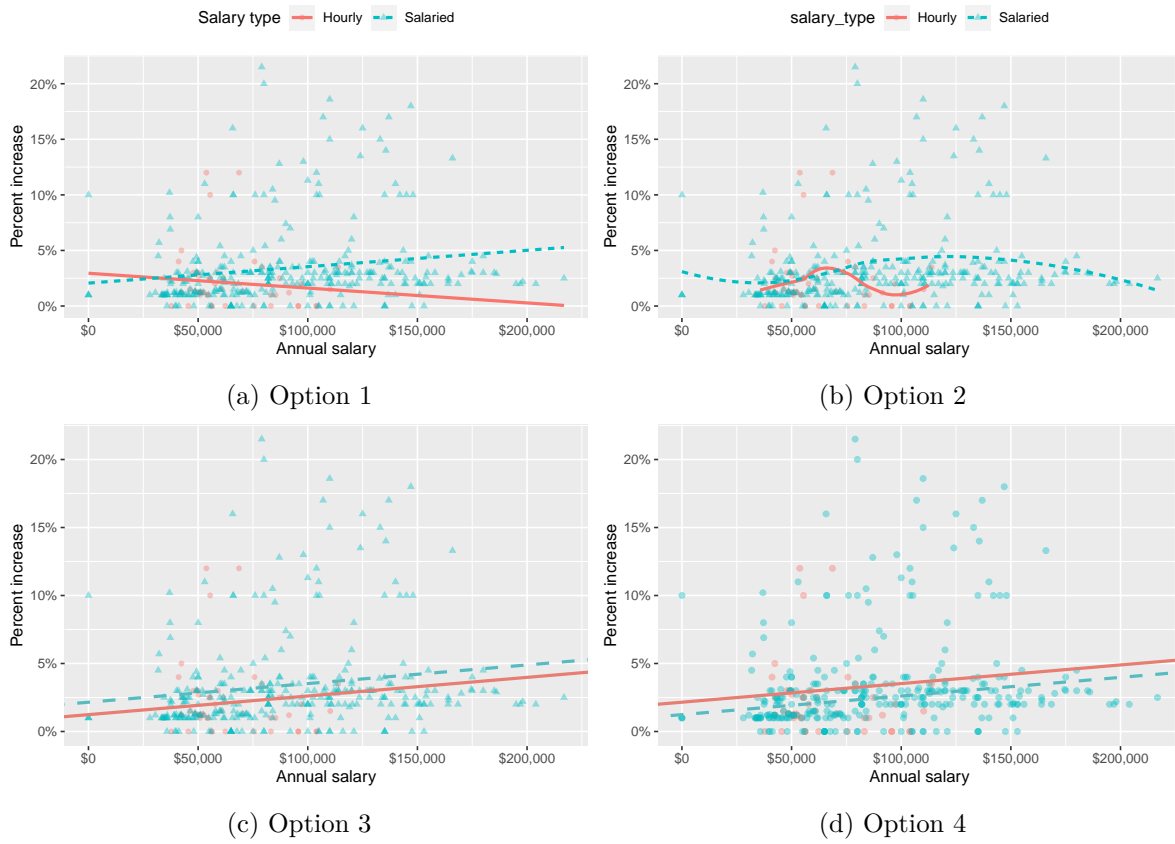 Salary type Hourly Salaried
20%
15%
10%
5%
0%
Percent increase
$0 $50,000 $100,000 $150,000 $200,000
Annual salary
(a) Option 1
salary_type Hourly Salaried
20%
15%
10%
5%
0%
Percent increase
$0 $50,000 $100,000 $150,000 $200,000
Annual salary
(b) Option 2
20%
15%
10%
5%
0%
Percent increase
$0 $50,000 $100,000 $150,000 $200,000
Annual salary
(c) Option 3
20%
15%
10%
5%
0%
Percent increase
$0 $50,000 $100,000 $150,000 $200,000
Annual salary
(d) Option 4